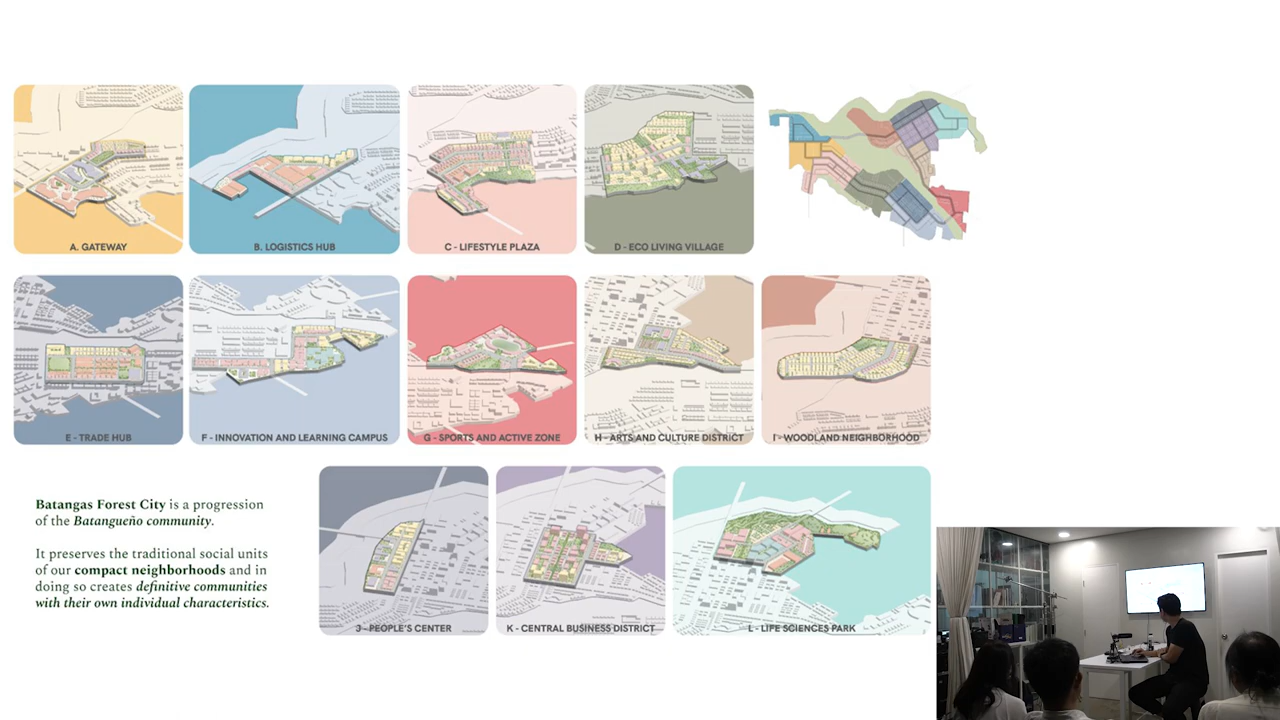 A. GATEWAY
B. LOGISTICS HUB
C - LIFESTYLE PLAZA
D - ECO LIVING VILLAGE
E - TRADE HUB
F - INNOVATION AND LEARNING CAMPUS
G - SPORTS AND ACTIVE ZONE
H - ARTS AND CULTURE DISTRICT
I - WOODLAND NEIGHBORHOOD
Batangas Forest City is a progression
of the Batangueño community.
It preserves the traditional social units
of our compact neighborhoods and in
doing so creates definitive communities
with their own individual characteristics.
J - PEOPLE'S CENTER
K - CENTRAL BUSINESS DISTRICT
L - LIFE SCIENCES PARK